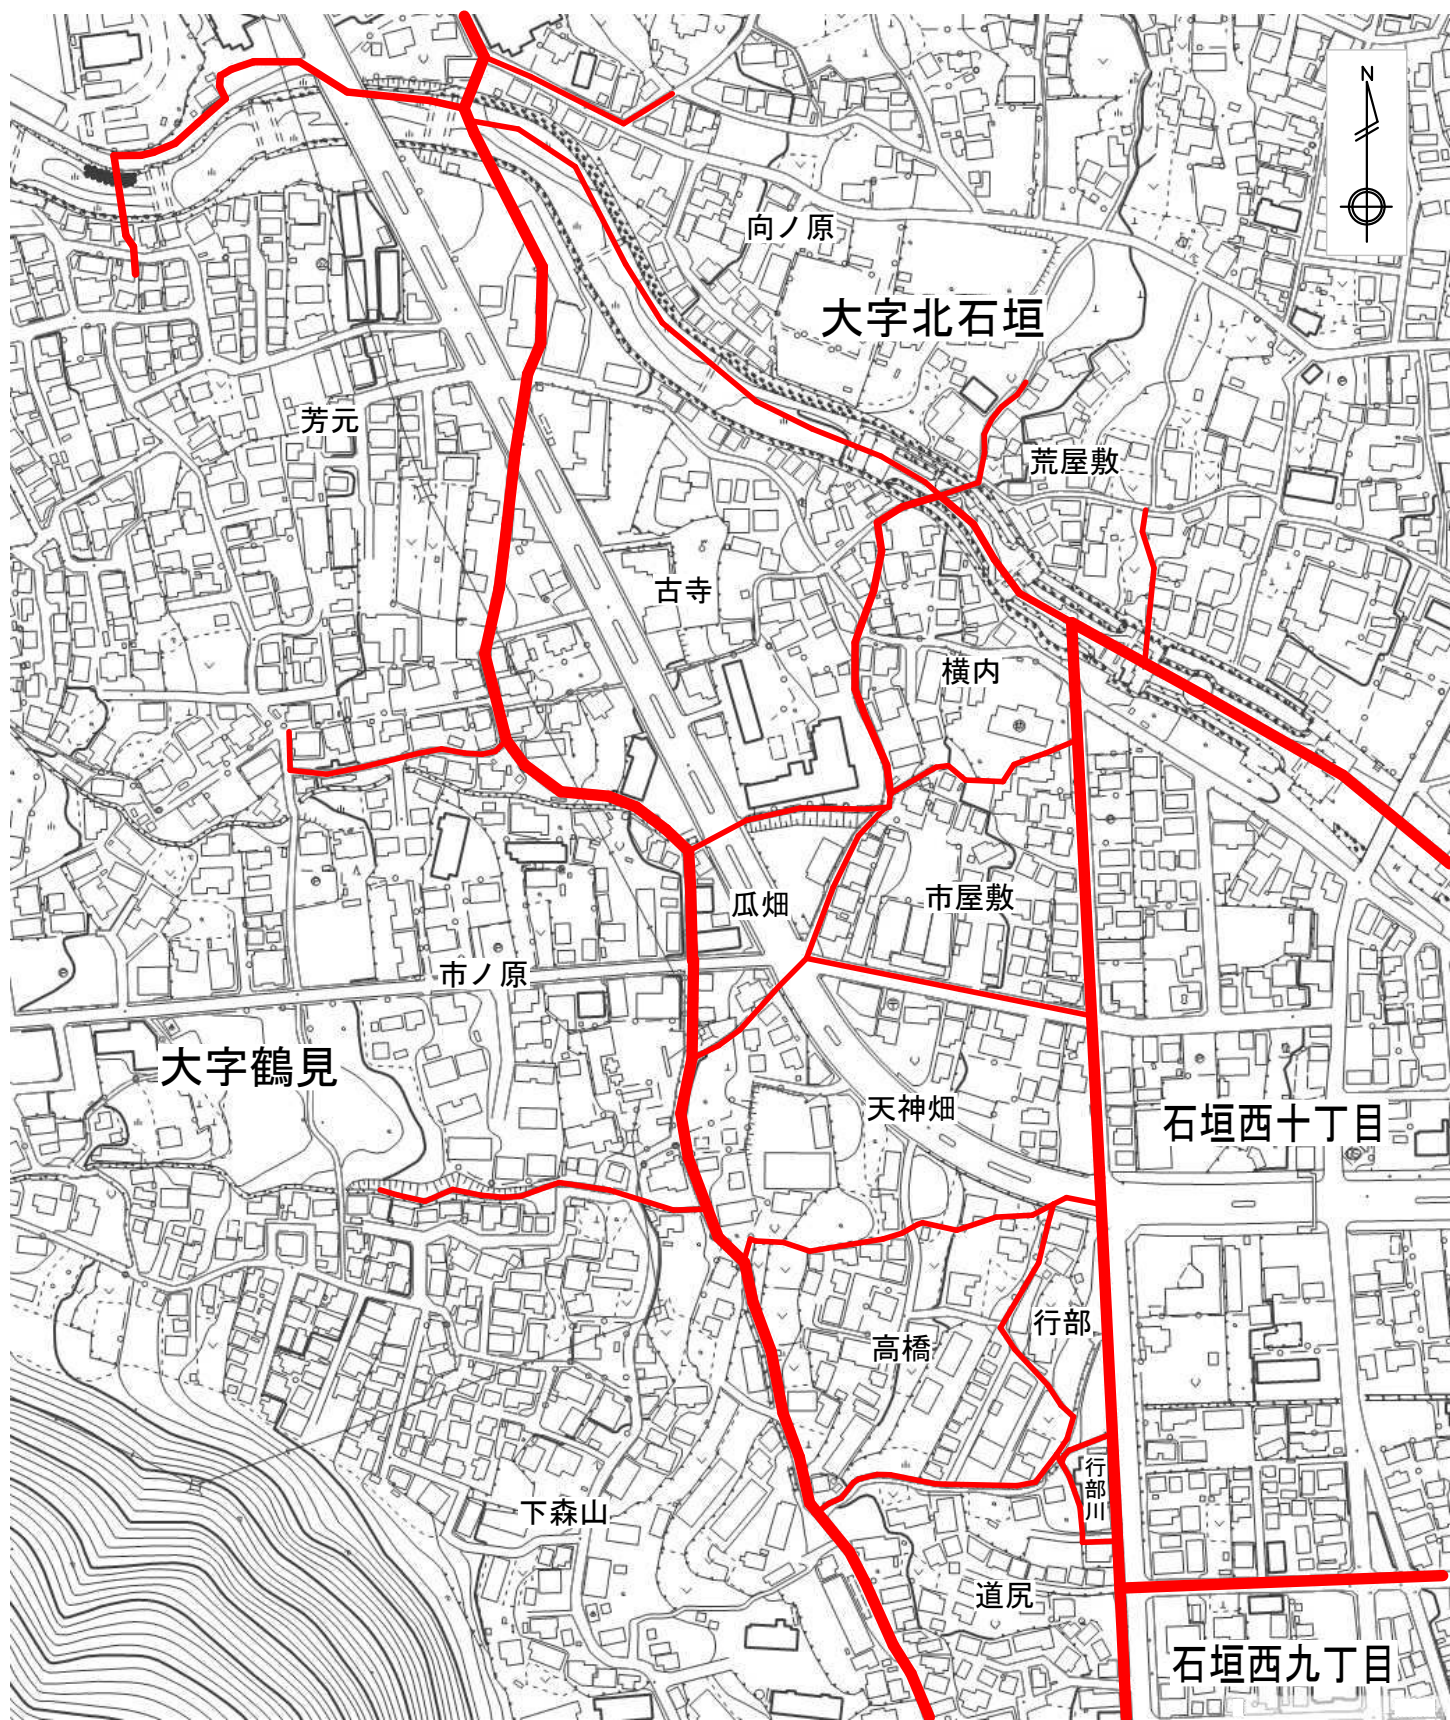 N
向ノ原
大字北石垣
芳元
荒屋敷
古寺
横内
瓜畑
市屋敷
市ノ原
大字鶴見
天神畑
石垣西十丁目
行部
高橋
行部川
下森山
道尻
石垣西九丁目